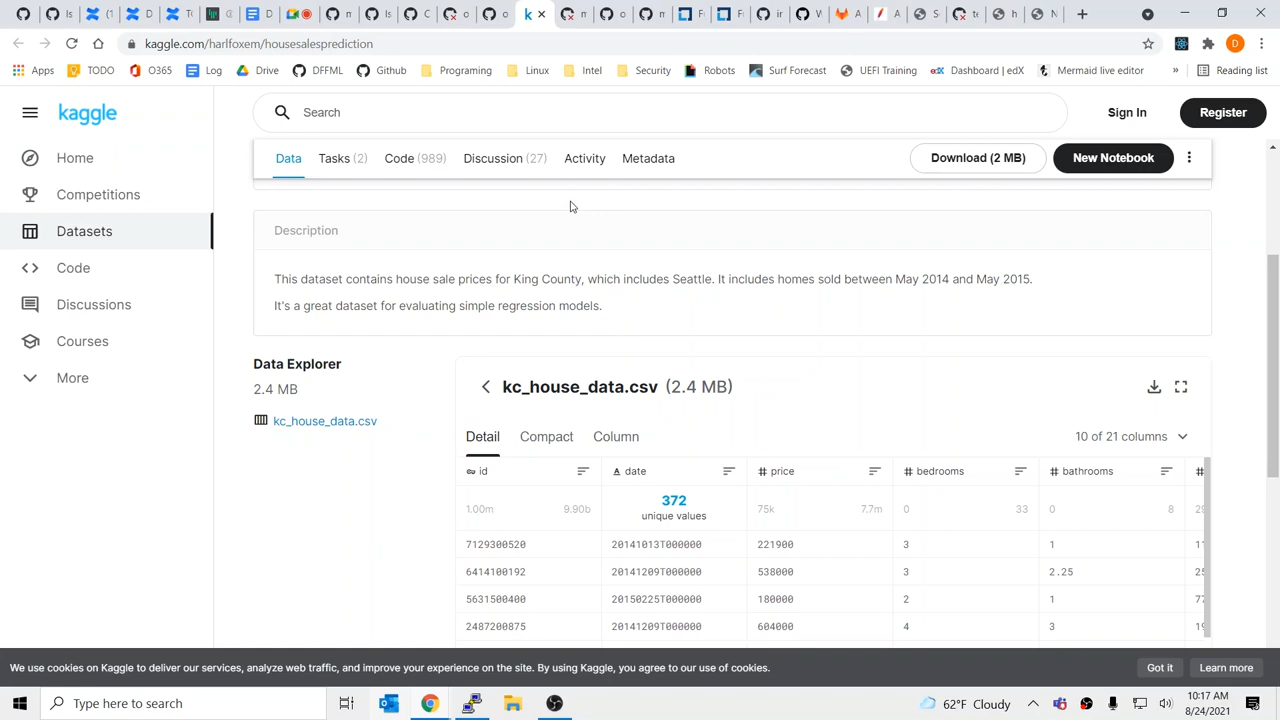 kaggle.com/harlfoxem/housesalesprediction
Apps TODO O365 Log Drive DFFML Github Programing Linux Intel Security Robots Surf Forecast UEFI Training Dashboard | edX Mermaid live editor » Reading list
kaggle
Search
Sign In
Register
Home
Competitions
Datasets
Code
Discussions
Courses
More
Data Tasks (2) Code (989) Discussion (27) Activity Metadata
Download (2 MB)
New Notebook
Description
This dataset contains house sale prices for King County, which includes Seattle. It includes homes sold between May 2014 and May 2015.
It's a great dataset for evaluating simple regression models.
Data Explorer
2.4 MB
kc_house_data.csv
kc_house_data.csv (2.4 MB)
Detail Compact Column
10 of 21 columns
id A date # price # bedrooms # bathrooms #
1.00m 9.90b 372 75k 7.7m 0 33 0 8 29
unique values
7129300520 20141013T000000 221900 3 1
6414100192 20141209T000000 538000 3 2.25
5631500400 20150225T000000 180000 2 1
2487200875 20141209T000000 604000 4 3
We use cookies on Kaggle to deliver our services, analyze web traffic, and improve your experience on the site. By using Kaggle, you agree to our use of cookies.
Got it
Learn more
Type here to search
62°F Cloudy
10:17 AM
8/24/2021